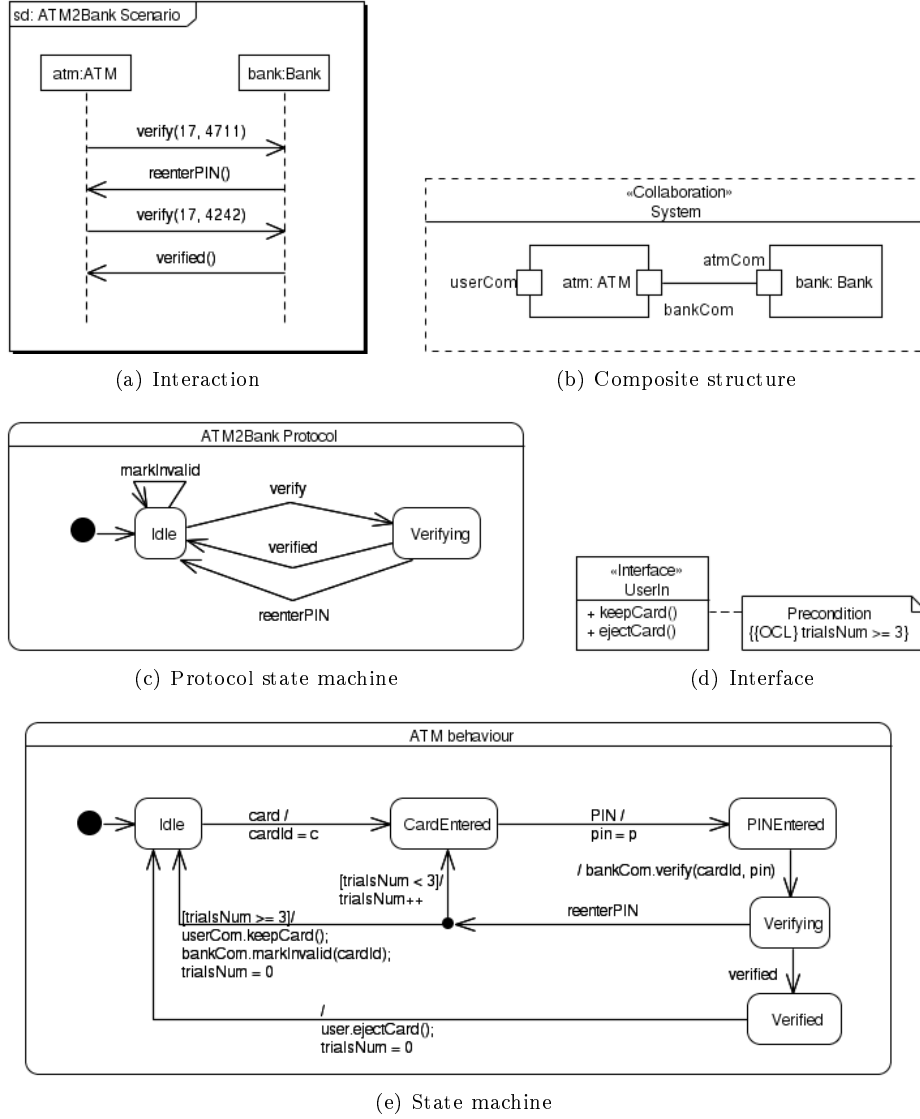 sd: ATM2Bank Scenario
atm:ATM
bank:Bank
verify(17, 4711)
reenterPIN()
verify(17, 4242)
verified()
(a) Interaction
«Collaboration»
System
userCom
atm: ATM
atmCom
bankCom
bank: Bank
(b) Composite structure
ATM2Bank Protocol
markInvalid
Idle
verify
verified
reenterPIN
Verifying
(c) Protocol state machine
«Interface»
UserIn
+ keepCard()
+ ejectCard()
Precondition
{{OCL} trialsNum >= 3}
(d) Interface
ATM behaviour
Idle
card /
cardId = c
CardEntered
PIN /
pin = p
PINEntered
/ bankCom.verify(cardId, pin)
[trialsNum < 3]/
trialsNum++
reenterPIN
Verifying
[trialsNum >= 3]/
userCom.keepCard();
bankCom.markInvalid(cardId);
trialsNum = 0
verified
Verified
/
user.ejectCard();
trialsNum = 0
(e) State machine